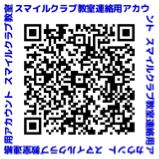 スマイルクラブ教室連絡用アカウ
ント スマイルクラブ教室連絡用ア
カウント スマイルクラブ教室連絡
用アカウント スマイルクラブ教室